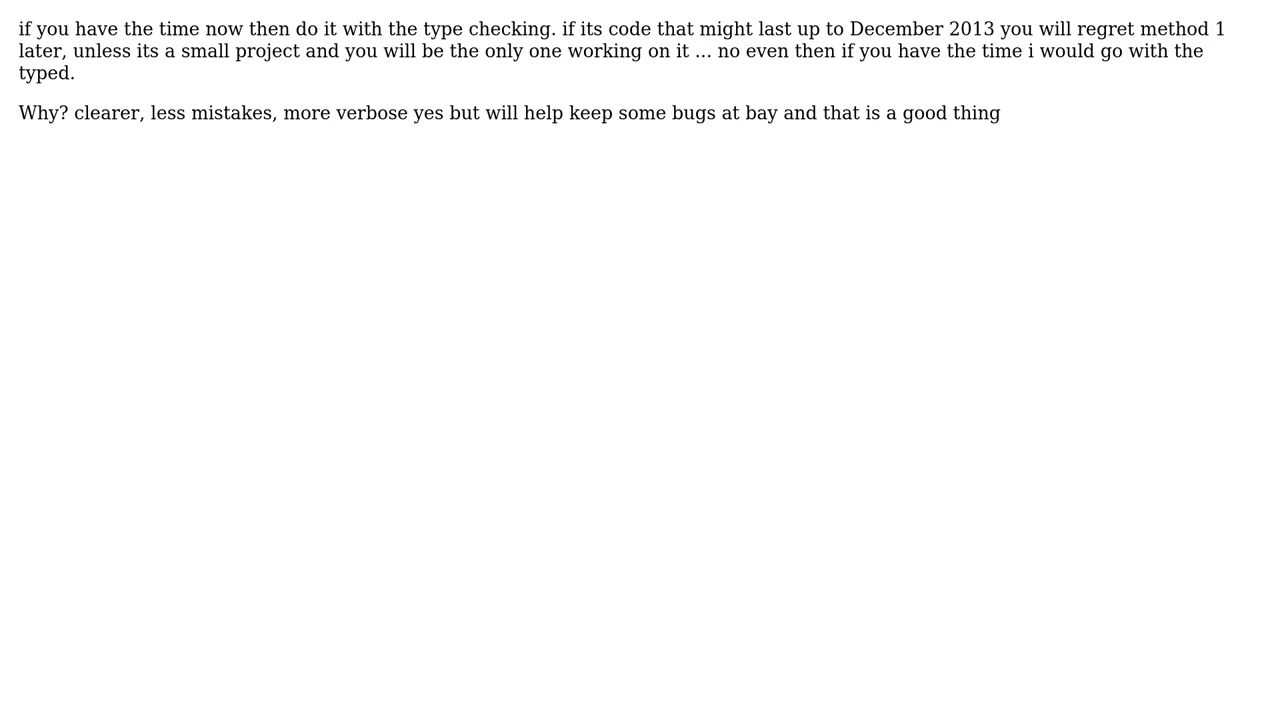 if you have the time now then do it with the type checking. if its code that might last up to December 2013 you will regret method 1
later, unless its a small project and you will be the only one working on it ... no even then if you have the time i would go with the
typed.
Why? clearer, less mistakes, more verbose yes but will help keep some bugs at bay and that is a good thing